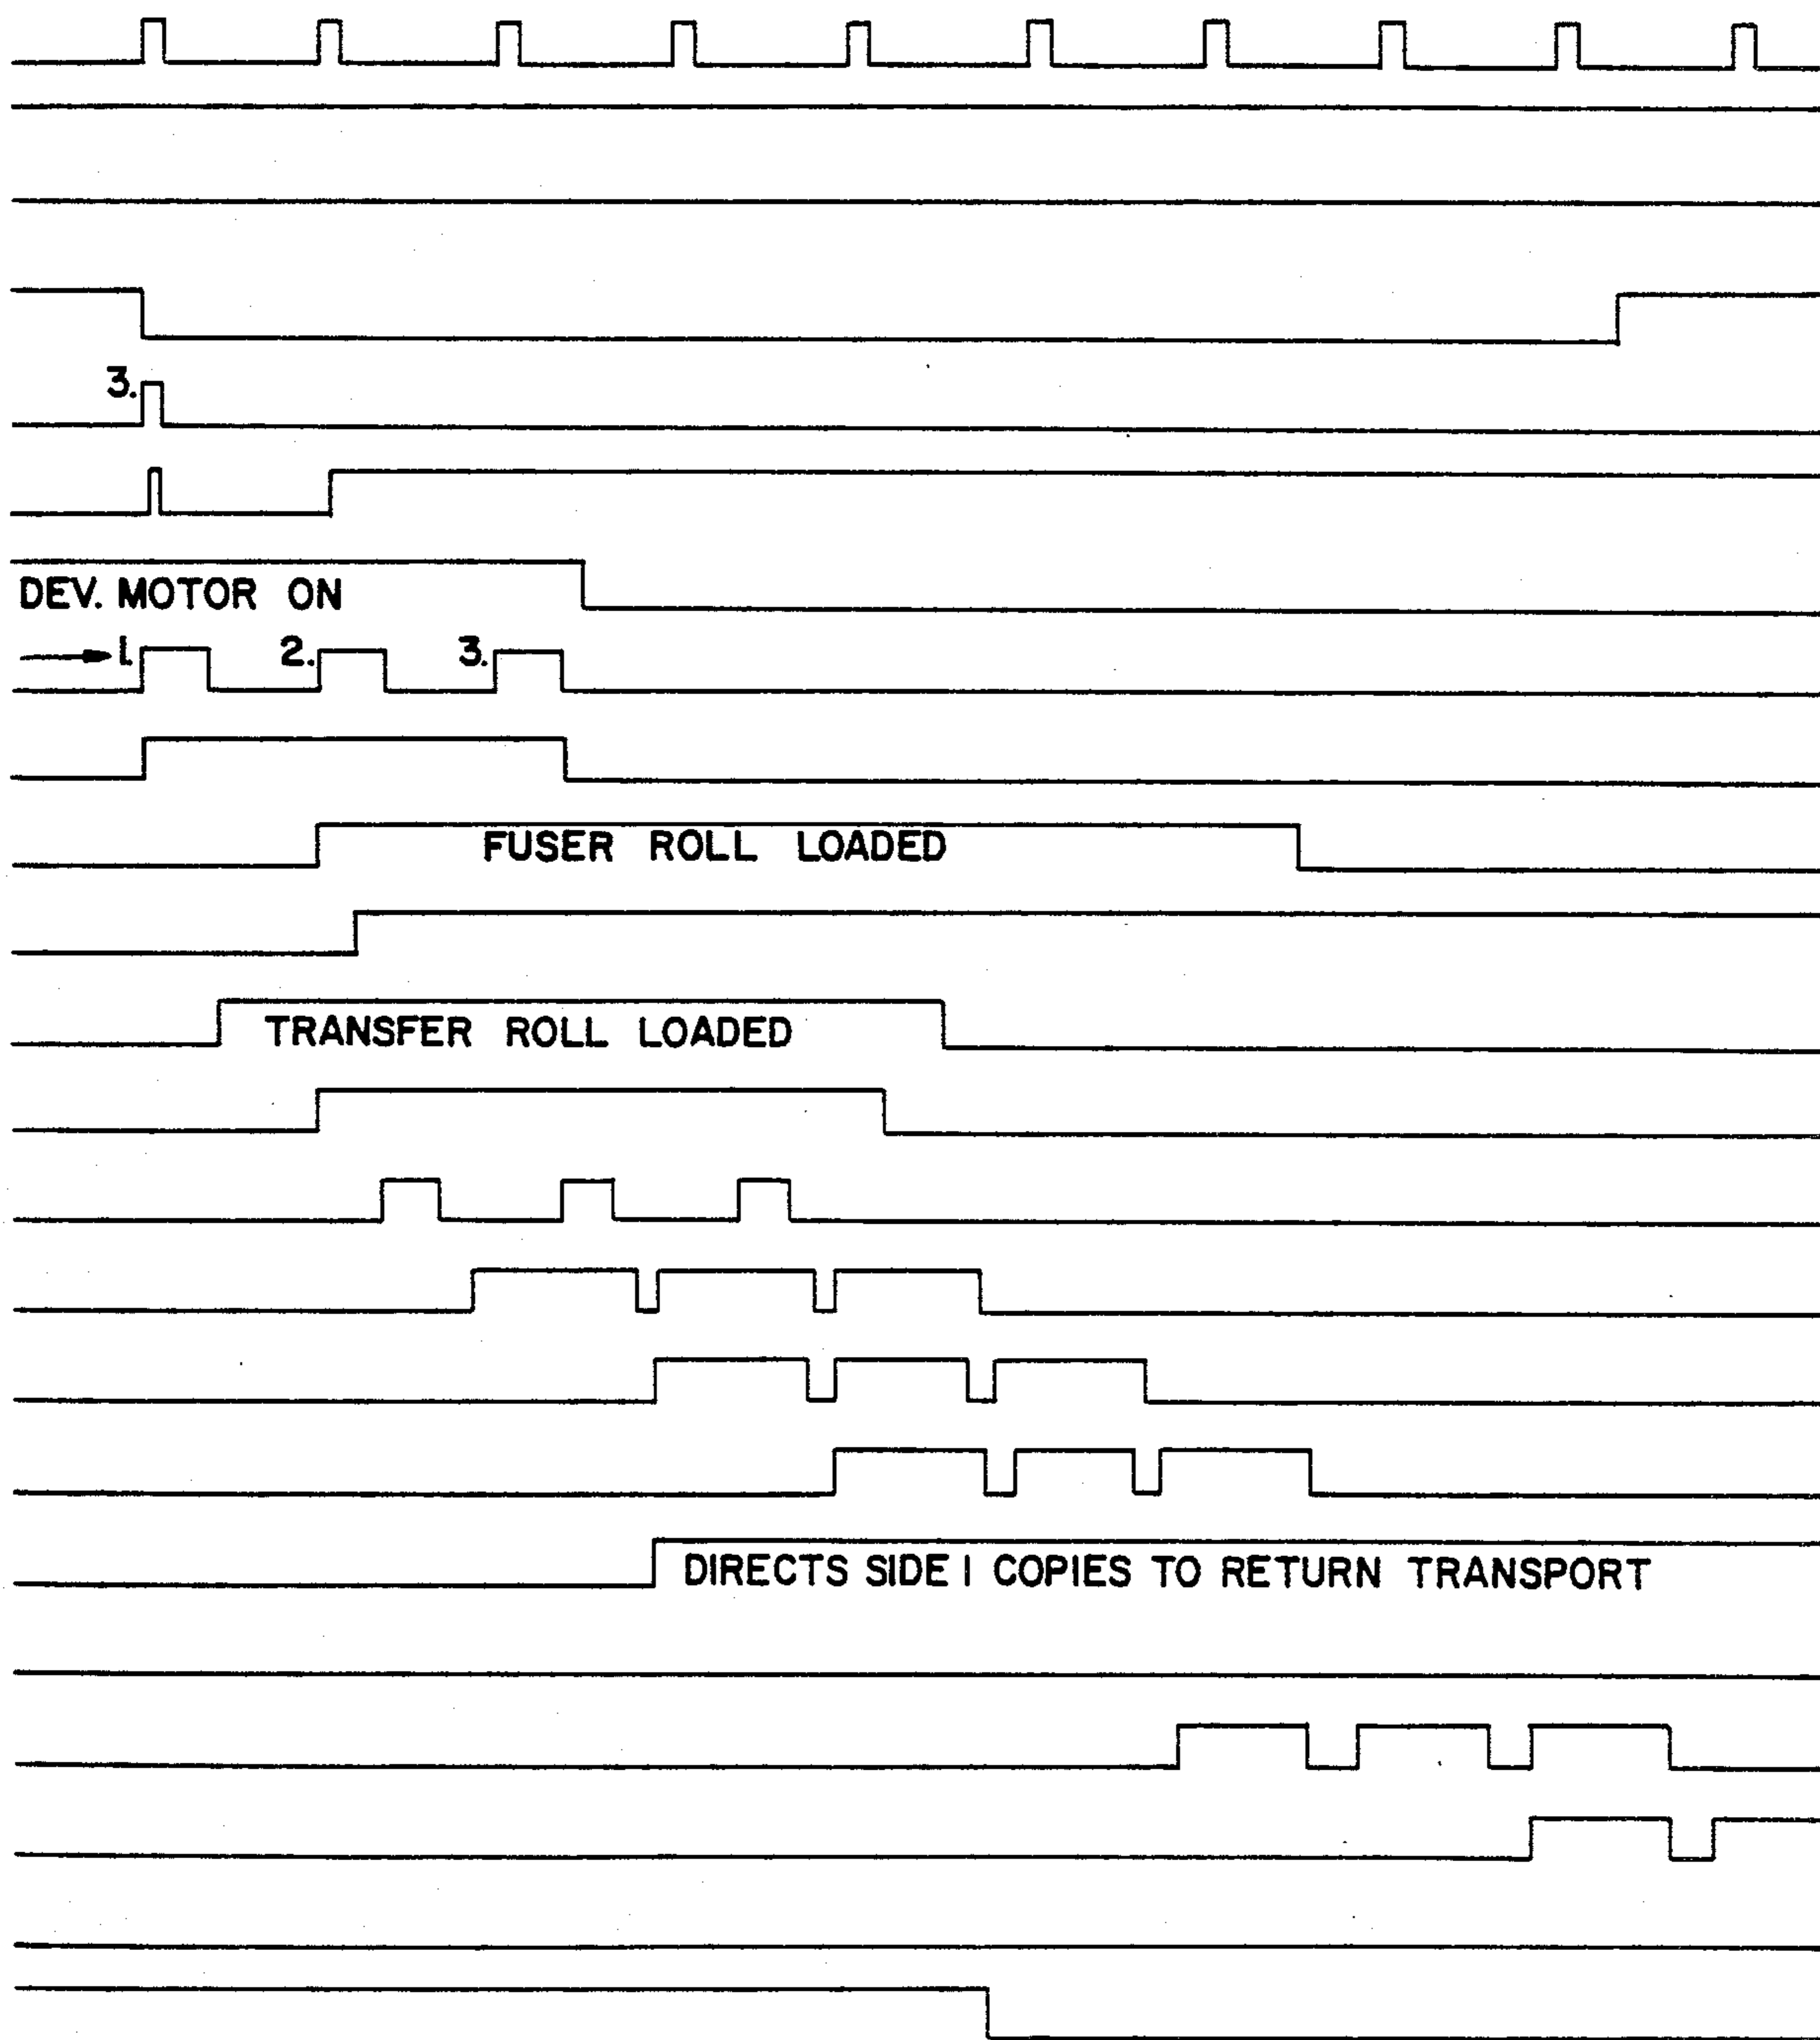 3.
DEV. MOTOR ON
1. 2. 3.
FUSER ROLL LOADED
TRANSFER ROLL LOADED
DIRECTS SIDE 1 COPIES TO RETURN TRANSPORT